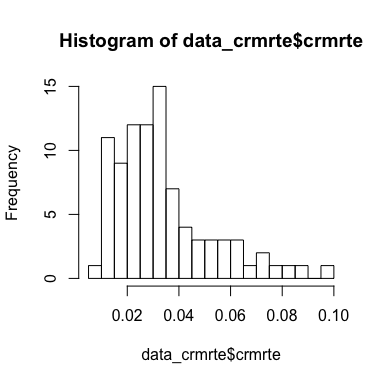 Histogram of data_crmrte$crmrte
Frequency
15
10
5
0
0.02 0.04 0.06 0.08 0.10
data_crmrte$crmrte